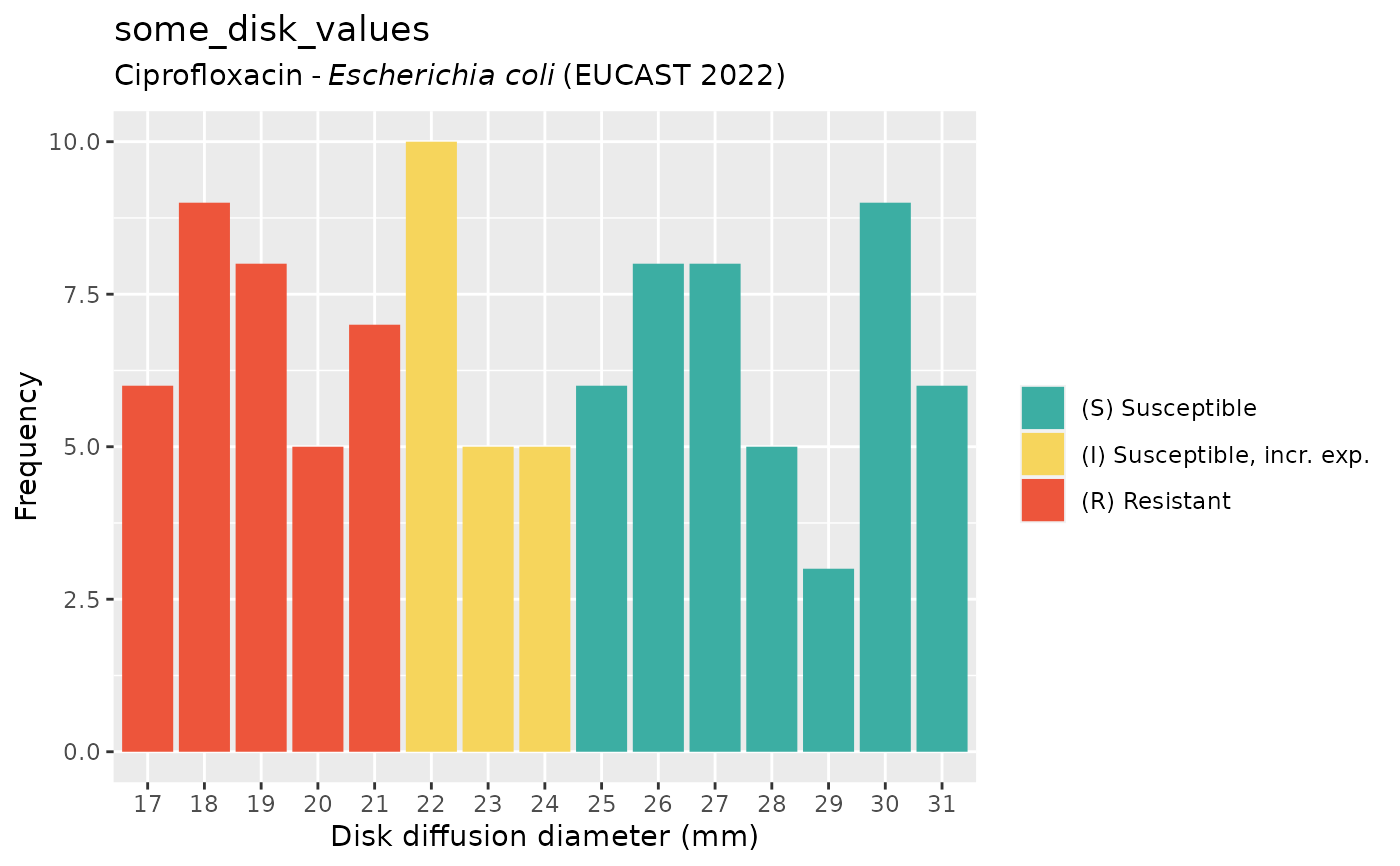 some_disk_values
Ciprofloxacin - Escherichia coli (EUCAST 2022)
Frequency
10.0
7.5
5.0
2.5
0.0
17 18 19 20 21 22 23 24 25 26 27 28 29 30 31
Disk diffusion diameter (mm)
(S) Susceptible
(I) Susceptible, incr. exp.
(R) Resistant